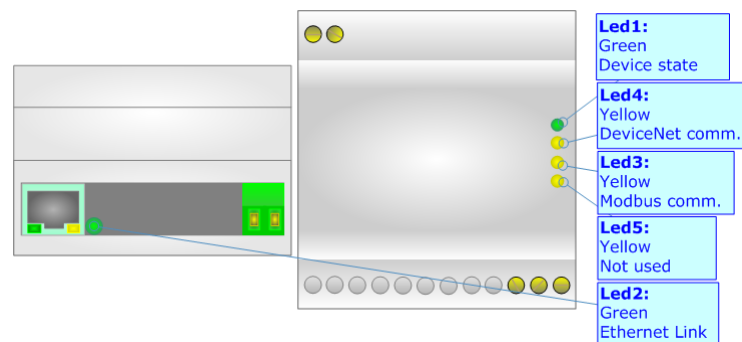 Led1:
Green
Device state
Led4:
Yellow
DeviceNet comm.
Led3:
Yellow
Modbus comm.
Led5:
Yellow
Not used
Led2:
Green
Ethernet Link